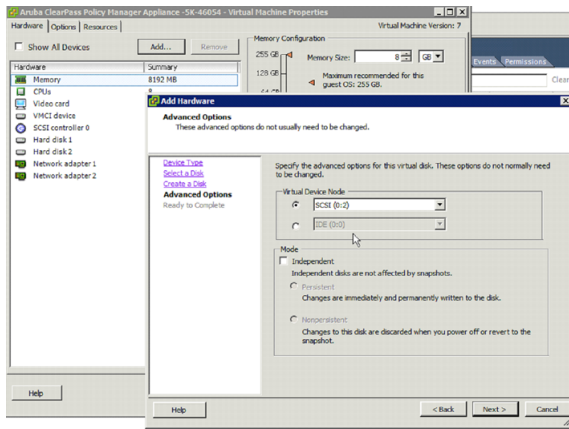 Aruba ClearPass Policy Manager Appliance -5K-46054 - Virtual Machine Properties
Hardware Options Resources
Virtual Machine Version: 7
Show All Devices
Add...
Remove
Memory Configuration
255 GB
Memory Size:
8
GB
Events Permissions
Hardware
Summary
128 GB
Maximum recommended for this
guest OS: 255 GB.
Clear
Memory
8192 MB
64 GB
CPUs
8
Video card
VMCI device
SCSI controller 0
Hard disk 1
Hard disk 2
Network adapter 1
Network adapter 2
Add Hardware
Advanced Options
These advanced options do not usually need to be changed.
Device Type
Select a Disk
Create a Disk
Advanced Options
Ready to Complete
Specify the advanced options for this virtual disk. These options do not normally need
to be changed.
Virtual Device Node
SCSI (0:2)
IDE (0:0)
Mode
Independent
Independent disks are not affected by snapshots.
Persistent
Changes are immediately and permanently written to the disk.
Nonpersistent
Changes to this disk are discarded when you power off or revert to the
snapshot.
Help
Help
< Back
Next >
Cancel